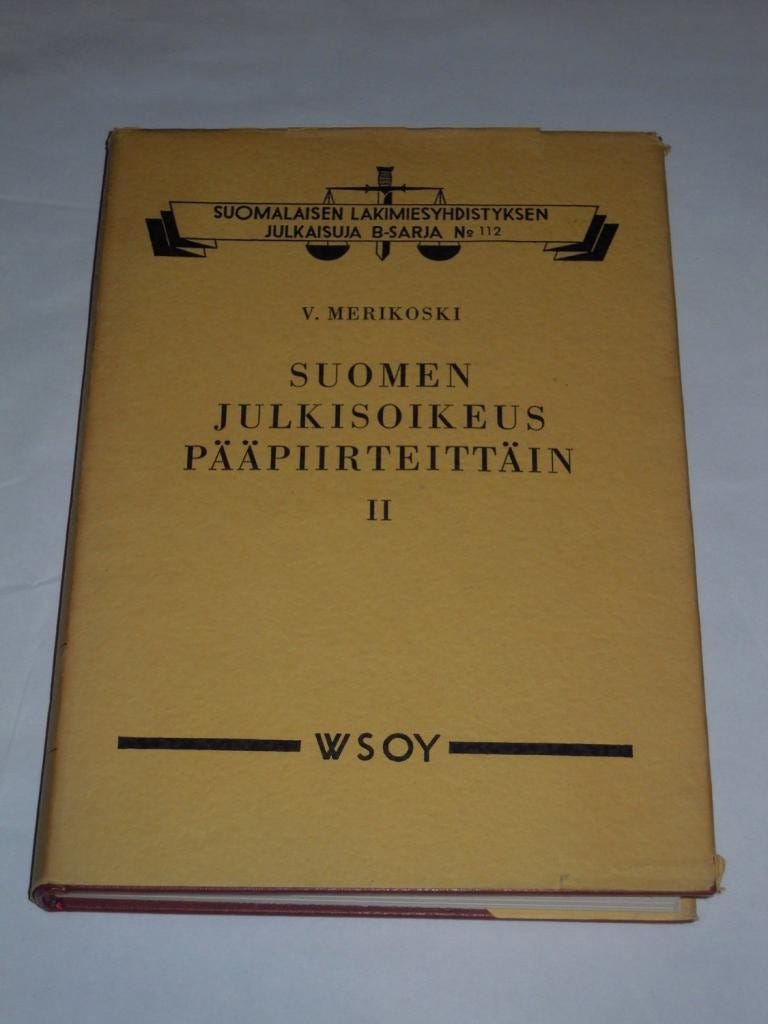 SUOMALAISEN LAKIMIESYHDISTYKSEN
JULKAISUJA B-SARJA No 112
V. MERIKOSKI
SUOMEN
JULKISOIKEUS
PÄÄPIIRTEITTÄIN
II
WSOY